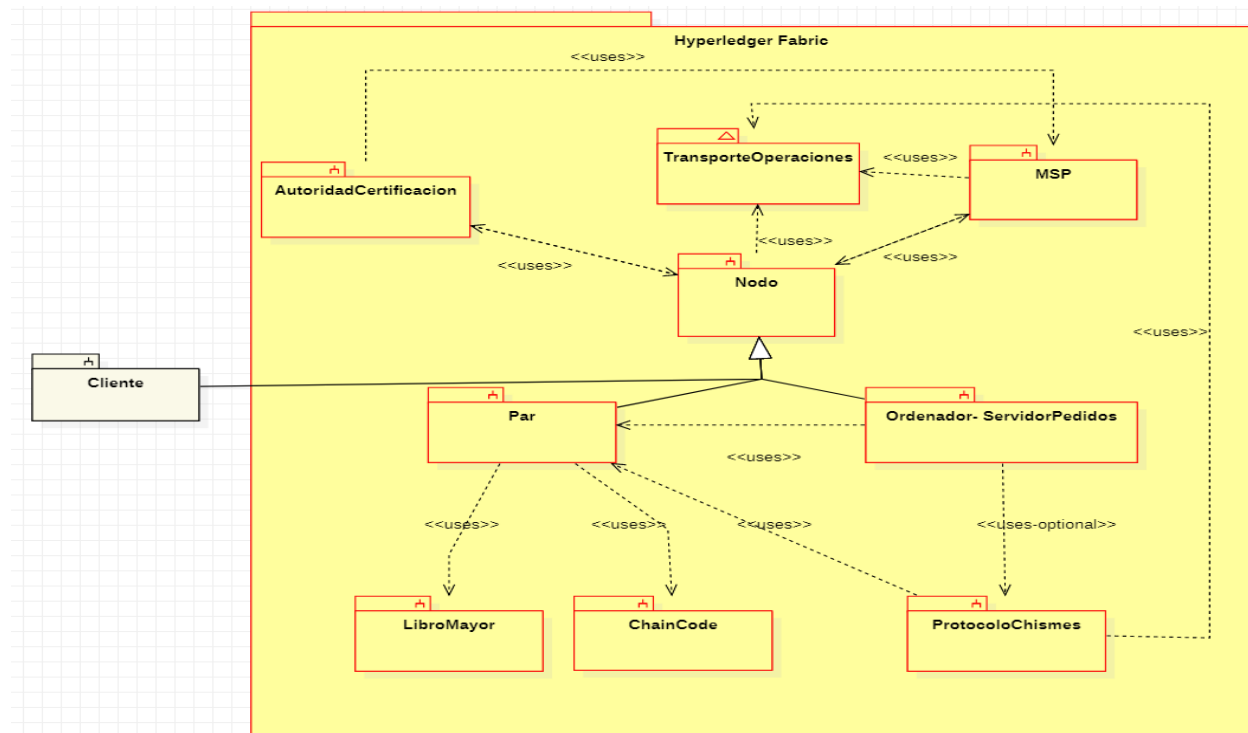 Hyperledger Fabric
<<uses>>
TransporteOperaciones
<<uses>>
MSP
AutoridadCertificacion
<<uses>>
<<uses>>
<<uses>>
Nodo
<<uses>>
Cliente
Par
Ordenador- ServidorPedidos
<<uses>>
<<uses>>
<<uses>>
<<uses>>
<<uses-optional>>
LibroMayor
ChainCode
ProtocoloChismes